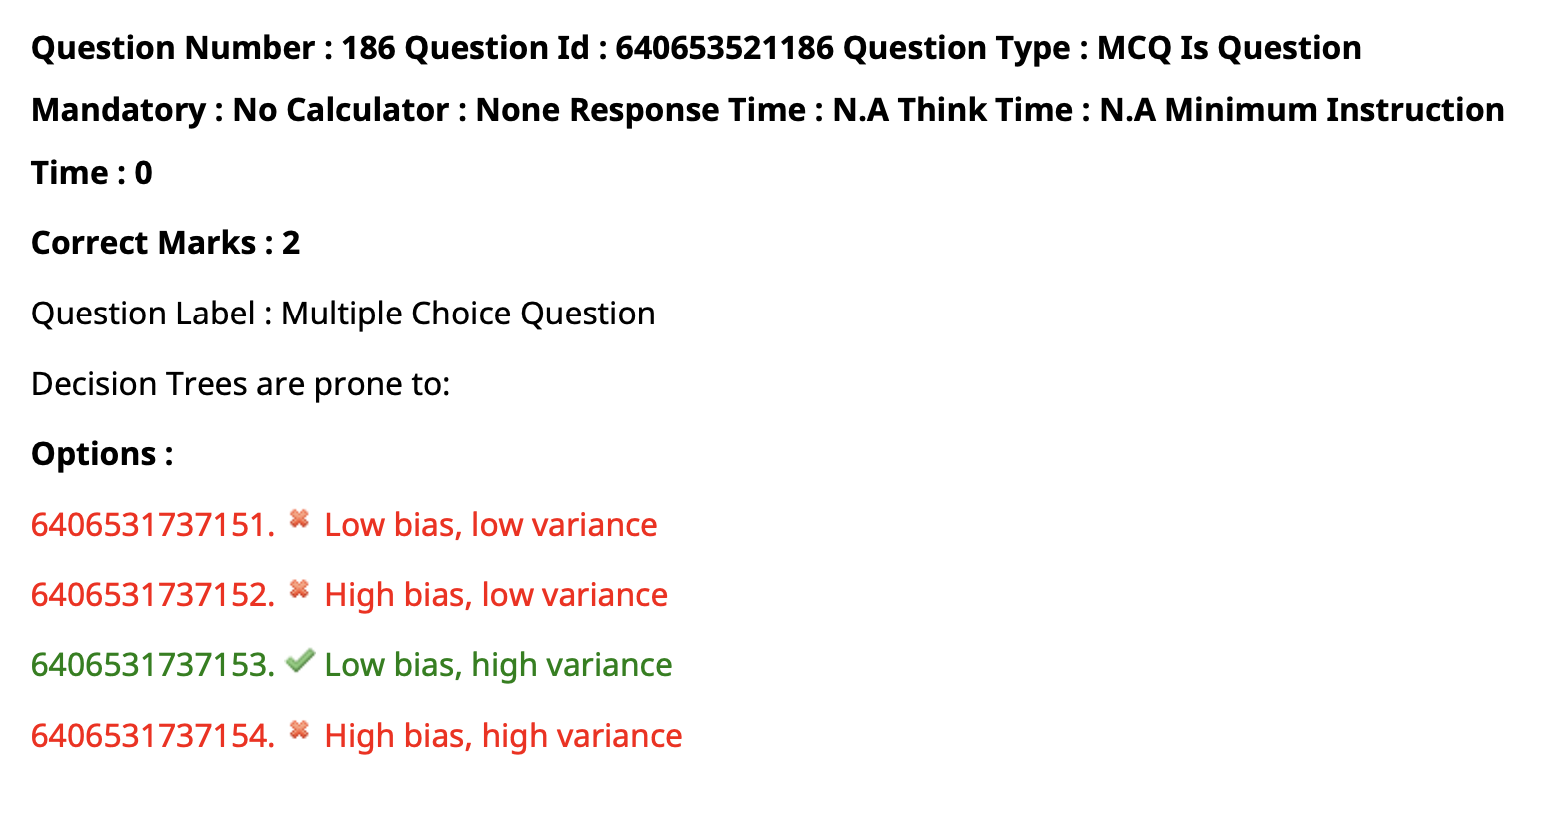 Question Number : 186 Question Id : 640653521186 Question Type : MCQ Is Question
Mandatory : No Calculator : None Response Time : N.A Think Time : N.A Minimum Instruction
Time : 0
Correct Marks : 2
Question Label : Multiple Choice Question
Decision Trees are prone to:
Options :
6406531737151. Low bias, low variance
6406531737152. High bias, low variance
6406531737153. Low bias, high variance
6406531737154. High bias, high variance